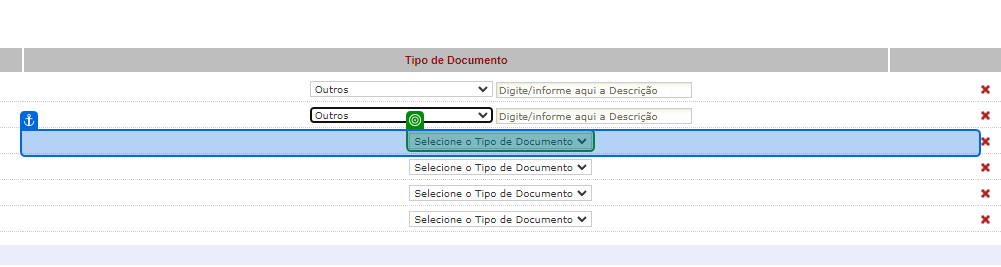 Tipo de Documento
Outros Digite/informe aqui a Descrição
Outros Digite/informe aqui a Descrição
Selecione o Tipo de Documento
Selecione o Tipo de Documento
Selecione o Tipo de Documento
Selecione o Tipo de Documento